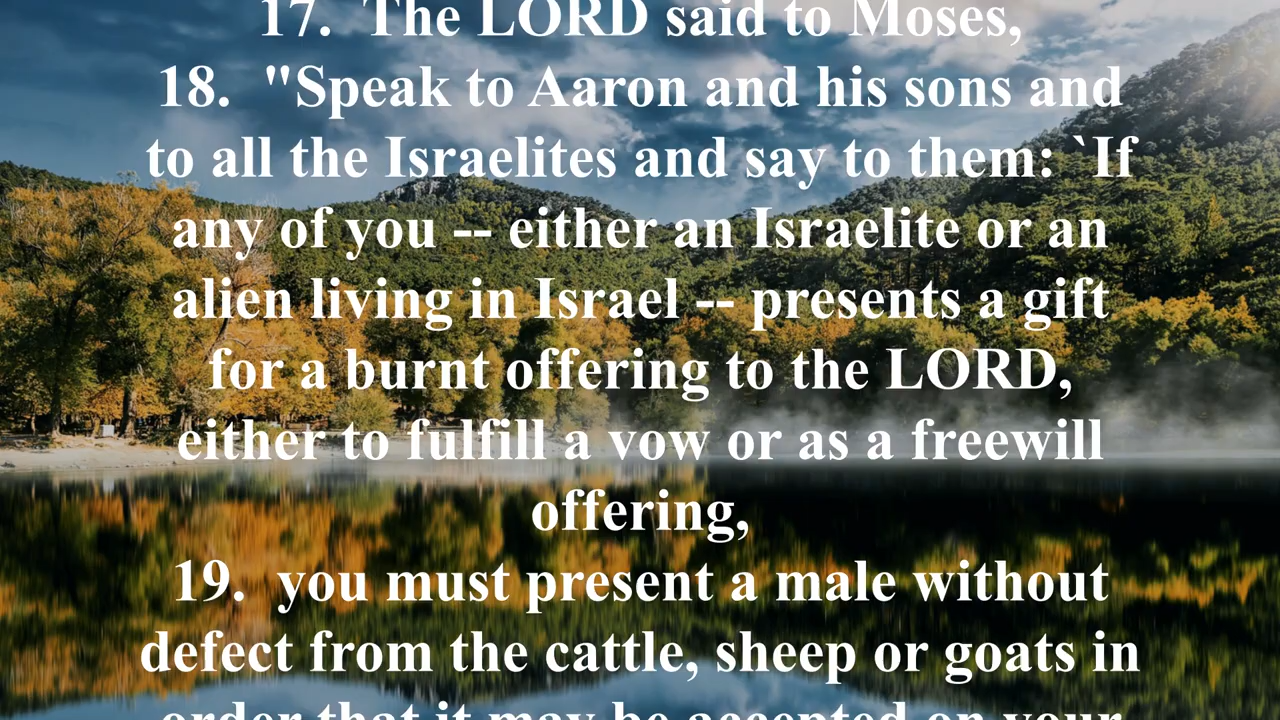 17.  The LORD said to Moses,
18.  "Speak to Aaron and his sons and
to all the Israelites and say to them: `If
any of you -- either an Israelite or an
alien living in Israel -- presents a gift
for a burnt offering to the LORD,
either to fulfill a vow or as a freewill
offering,
19.  you must present a male without
defect from the cattle, sheep or goats in
order that it may be accepted on your